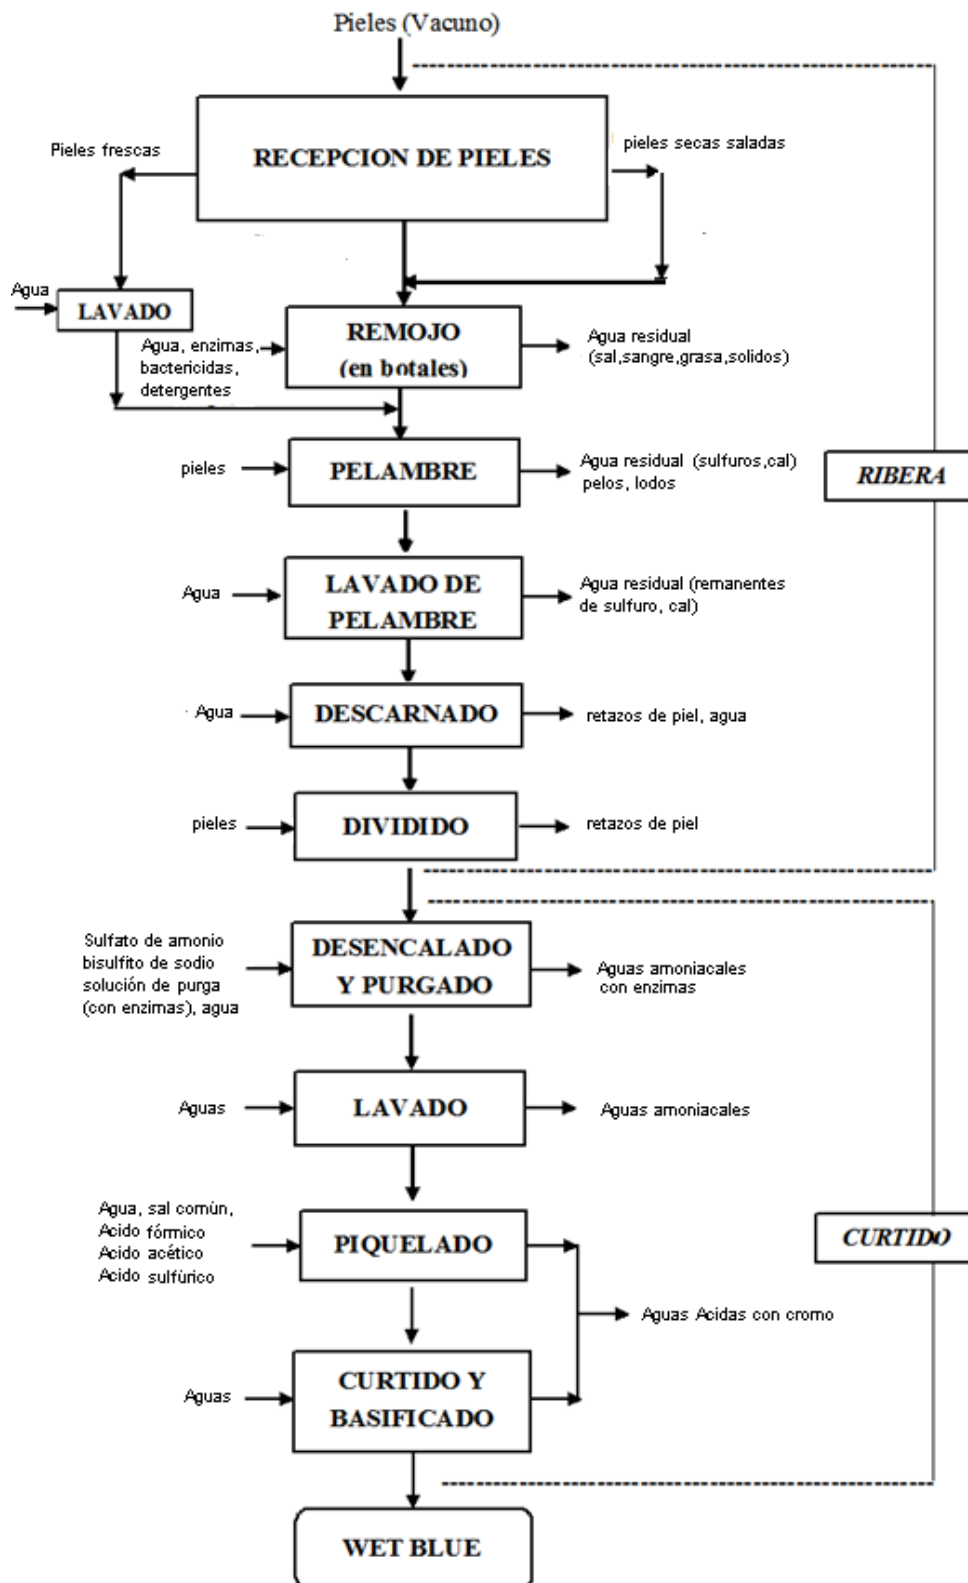 Pieles (Vacuno)
RECEPCION DE PIELES
Pieles frescas
pieles secas saladas
Agua
LAVADO
REMOJO
(en botales)
Agua, enzimas,
bactericidas,
detergentes
Agua residual
(sal,sangre,grasa,solidos)
pieles
PELAMBRE
Agua residual (sulfuros,cal)
pelos, lodos
RIBERA
Agua
LAVADO DE
PELAMBRE
Agua residual (remanentes
de sulfuro, cal)
Agua
DESCARNADO
retazos de piel, agua
pieles
DIVIDIDO
retazos de piel
Sulfato de amonio
bisulfito de sodio
solución de purga
(con enzimas), agua
DESENCALADO
Y PURGADO
Aguas amoniacales
con enzimas
Aguas
LAVADO
Aguas amoniacales
Agua, sal común,
Acido fórmico
Acido acético
Acido sulfúrico
PIQUELADO
CURTIDO
Aguas Acidas con cromo
Aguas
CURTIDO Y
BASIFICADO
WET BLUE